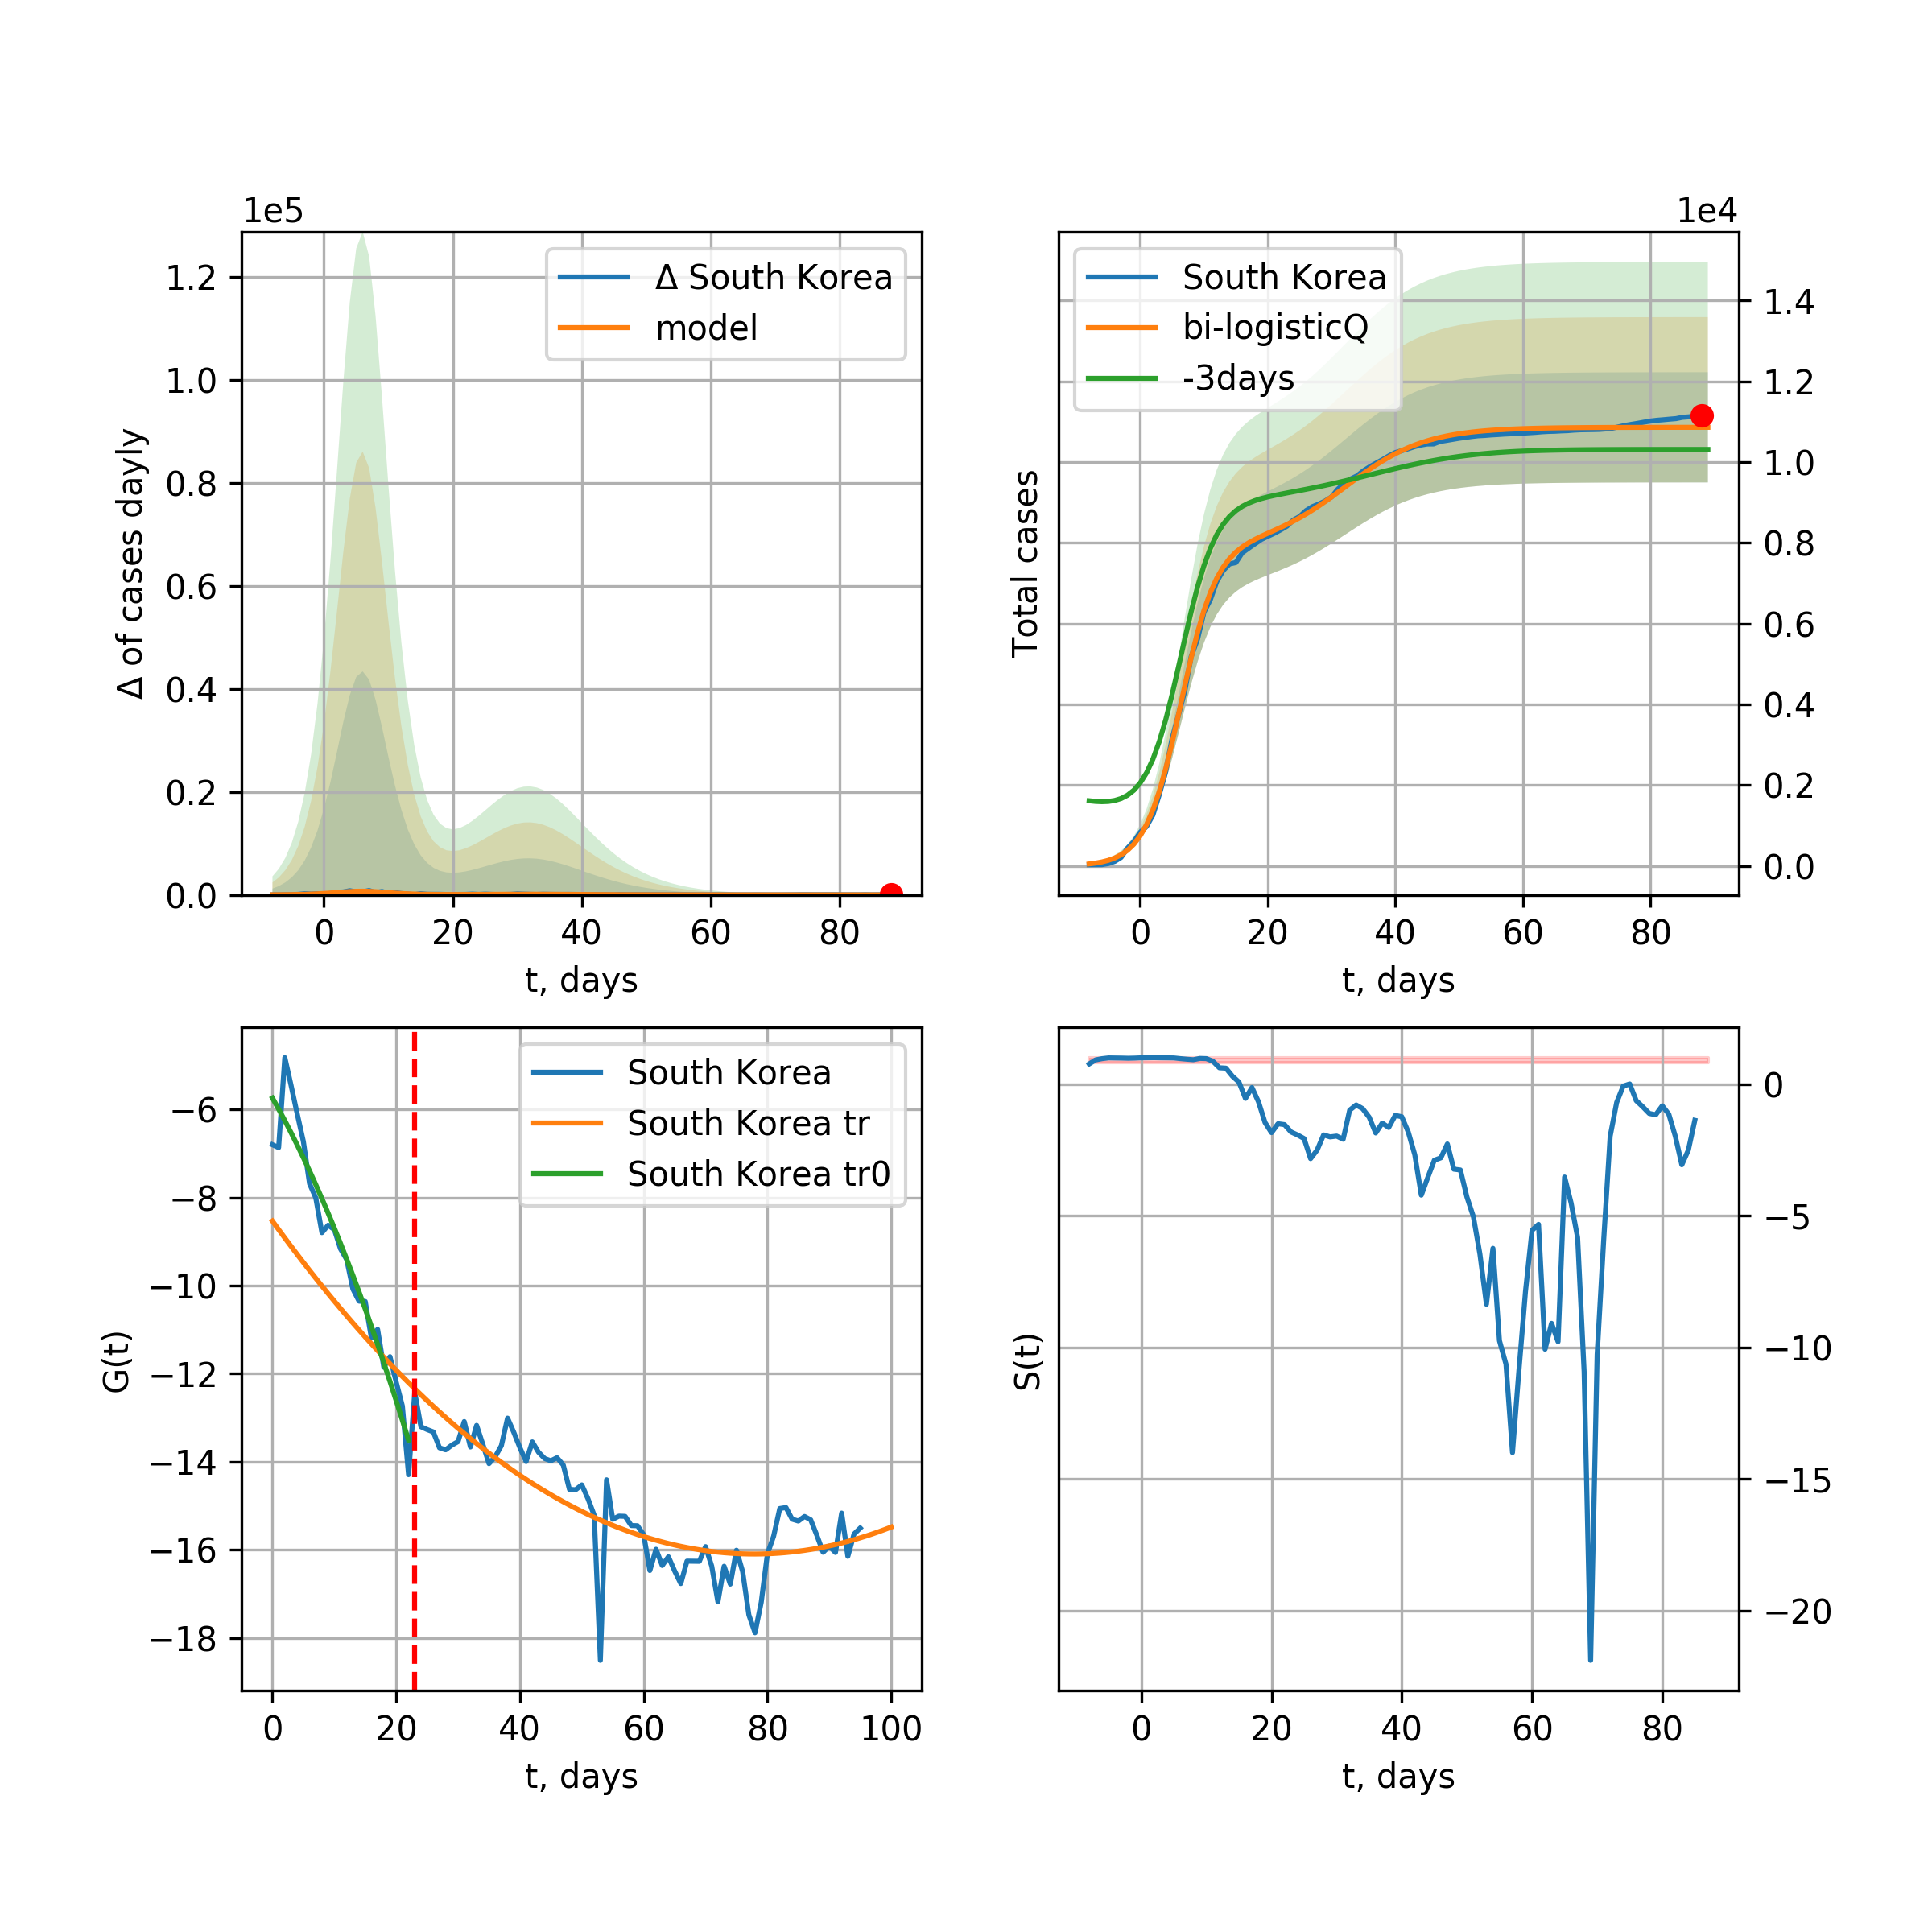 1e5
Δ of cases dayly
1.2
1.0
0.8
0.6
0.4
0.2
0.0
0 20 40 60 80
t, days
Δ South Korea
model
1e4
Total cases
1.4
1.2
1.0
0.8
0.6
0.4
0.2
0.0
0 20 40 60 80
t, days
South Korea
bi-logisticQ
-3days
G(t)
−6
−8
−10
−12
−14
−16
−18
0 20 40 60 80 100
t, days
South Korea
South Korea tr
South Korea tr0
S(t)
0
−5
−10
−15
−20
0 20 40 60 80
t, days